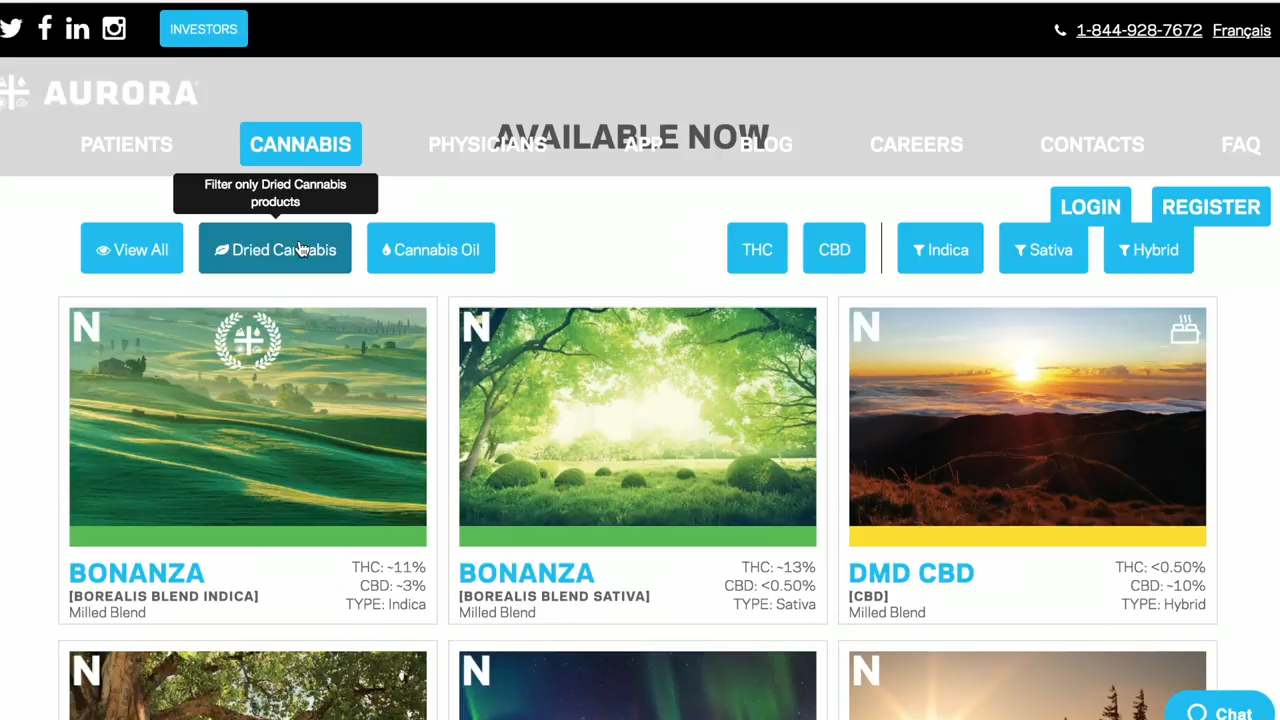 INVESTORS
1-844-928-7672 Français
AURORA
AVAILABLE NOW
PATIENTS CANNABIS PHYSICIANS APP BLOG CAREERS CONTACTS FAQ
Filter only Dried Cannabis
products
LOGIN REGISTER
View All Dried Cannabis Cannabis Oil THC CBD Indica Sativa Hybrid
N N N
BONANZA
[BOREALIS BLEND INDICA]
Milled Blend
THC: ~11%
CBD: ~3%
TYPE: Indica
BONANZA
[BOREALIS BLEND SATIVA]
Milled Blend
THC: ~13%
CBD: <0.50%
TYPE: Sativa
DMD CBD
[CBD]
Milled Blend
THC: <0.50%
CBD: ~10%
TYPE: Hybrid
N N N
Chat